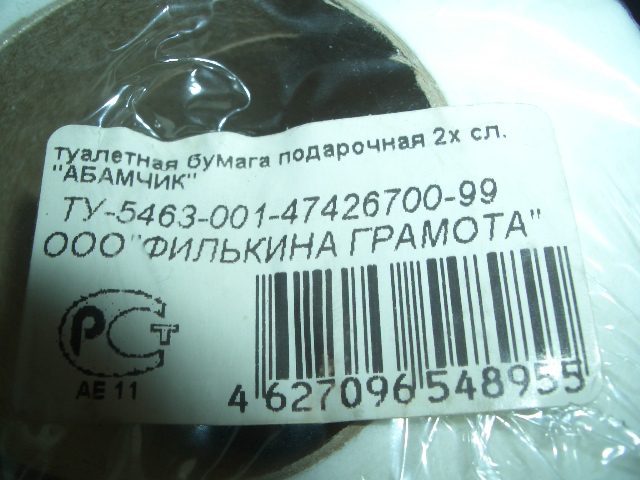 туалетная бумага подарочная 2х сл.
"АБАМЧИК"
ТУ-5463-001-47426700-99
ООО "ФИЛЬКИНА ГРАМОТА"
РСТ
АЕ 11
4 627096 548955